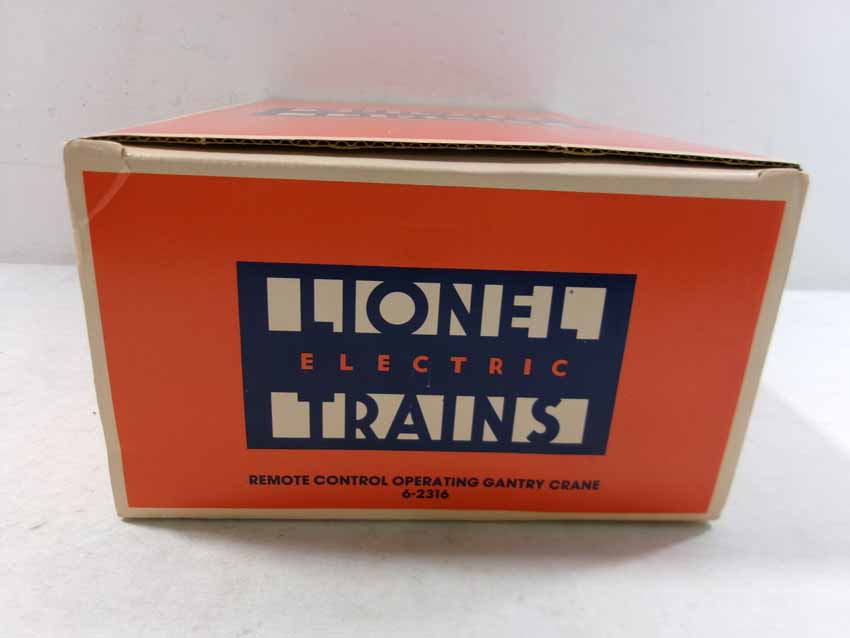 LIONEL
ELECTRIC
TRAINS
REMOTE CONTROL OPERATING GANTRY CRANE
6-2316